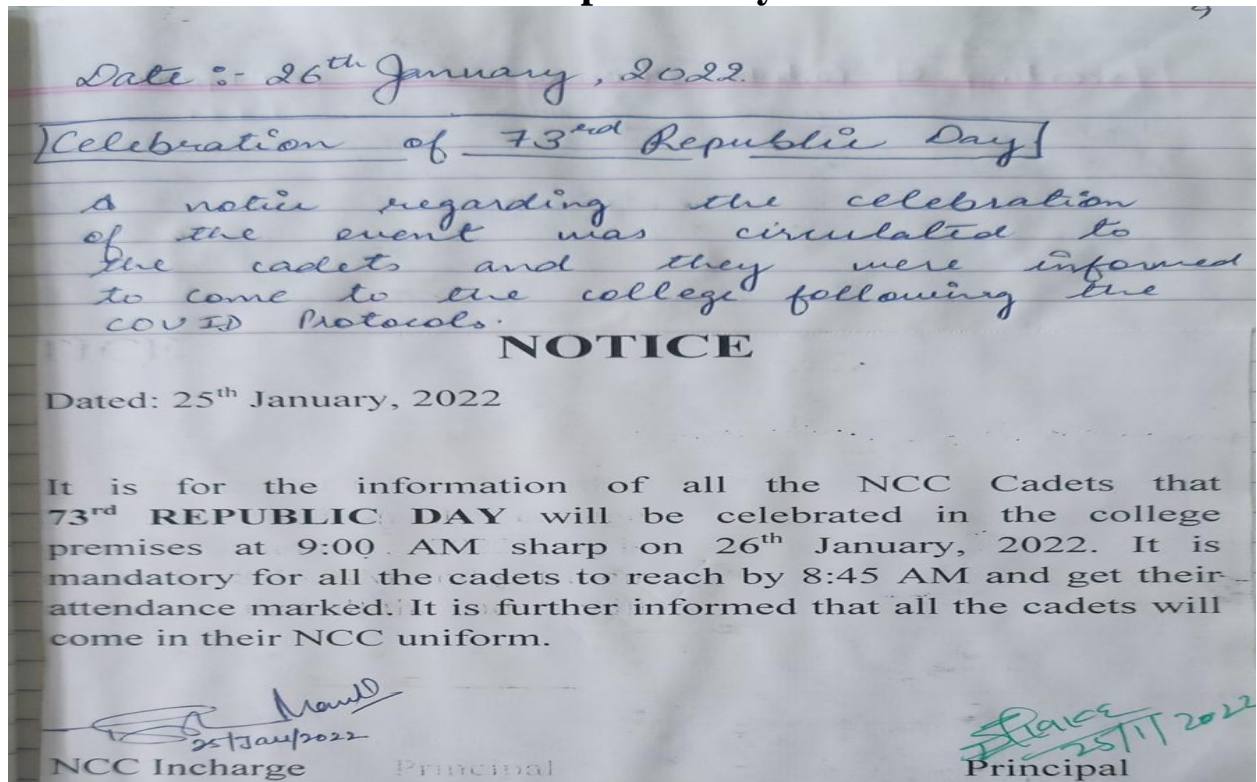 Date :- 26th January, 2022.
Celebration of 73rd Republic Day
A notice regarding the celebration
of the event was circulated to
the cadets and they were informed
to come to the college following the
COVID Protocols.
NOTICE
Dated: 25th January, 2022
It is for the information of all the NCC Cadets that
73rd REPUBLIC DAY will be celebrated in the college
premises at 9:00 AM sharp on 26th January, 2022. It is
mandatory for all the cadets to reach by 8:45 AM and get their
attendance marked. It is further informed that all the cadets will
come in their NCC uniform.
25/Jan/2022
25/1/2022
NCC Incharge Principal Principal